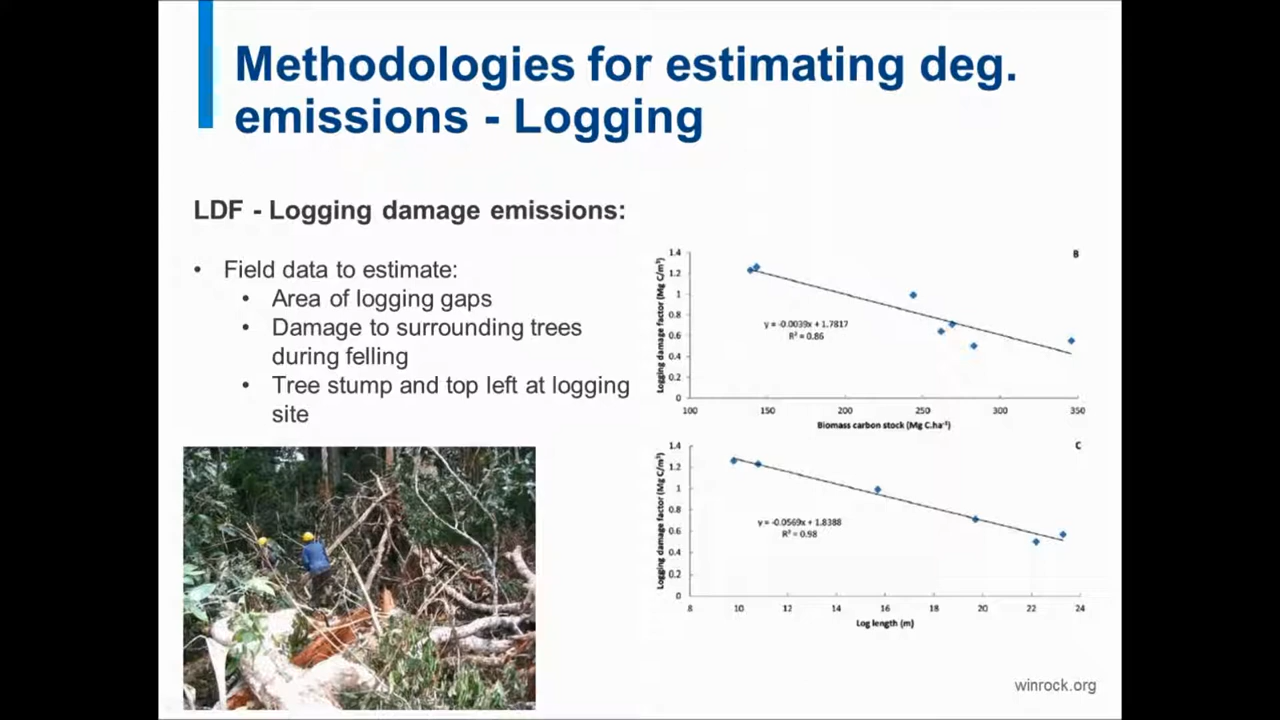 Methodologies for estimating deg.
emissions - Logging
LDF - Logging damage emissions:
• Field data to estimate:
• Area of logging gaps
• Damage to surrounding trees
during felling
• Tree stump and top left at logging
site
B
Logging damage factor (Mg C/m³)
1.4
1.2
1
0.8
0.6
0.4
0.2
0
y = -0.0039x + 1.7817
R² = 0.86
100 150 200 250 300 350
Biomass carbon stock (Mg C.ha⁻¹)
C
Logging damage factor (Mg C/m³)
1.4
1.2
1
0.8
0.6
0.4
0.2
0
y = -0.0569x + 1.8388
R² = 0.98
8 10 12 14 16 18 20 22 24
Log length (m)
winrock.org